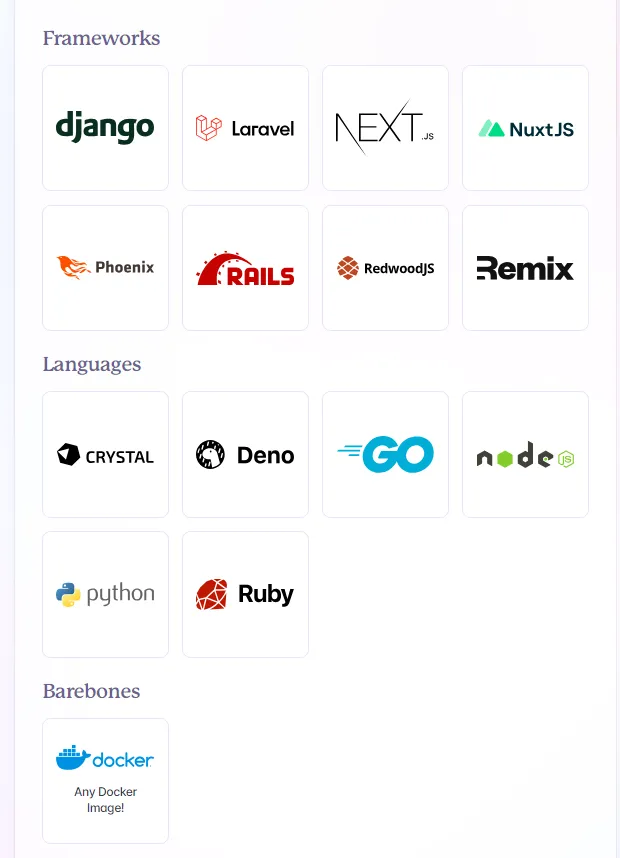 Frameworks
django
Laravel
NEXT.JS
NuxtJS
Phoenix
RAILS
RedwoodJS
Remix
Languages
CRYSTAL
Deno
GO
node JS
python
Ruby
Barebones
docker
Any Docker
Image!